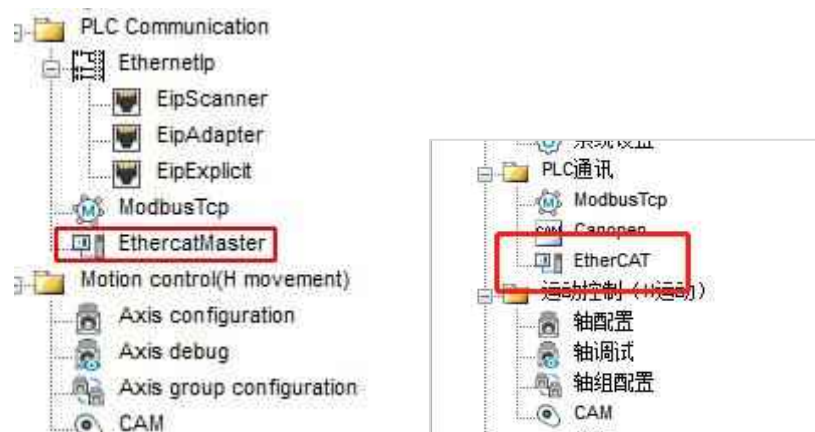 PLC Communication
EthernetIp
EipScanner
EipAdapter
EipExplicit
ModbusTcp
EthercatMaster
Motion control(H movement)
Axis configuration
Axis debug
Axis group configuration
CAM
PLC通讯
ModbusTcp
Canopen
EtherCAT
运动控制（H运动）
轴配置
轴调试
轴组配置
CAM